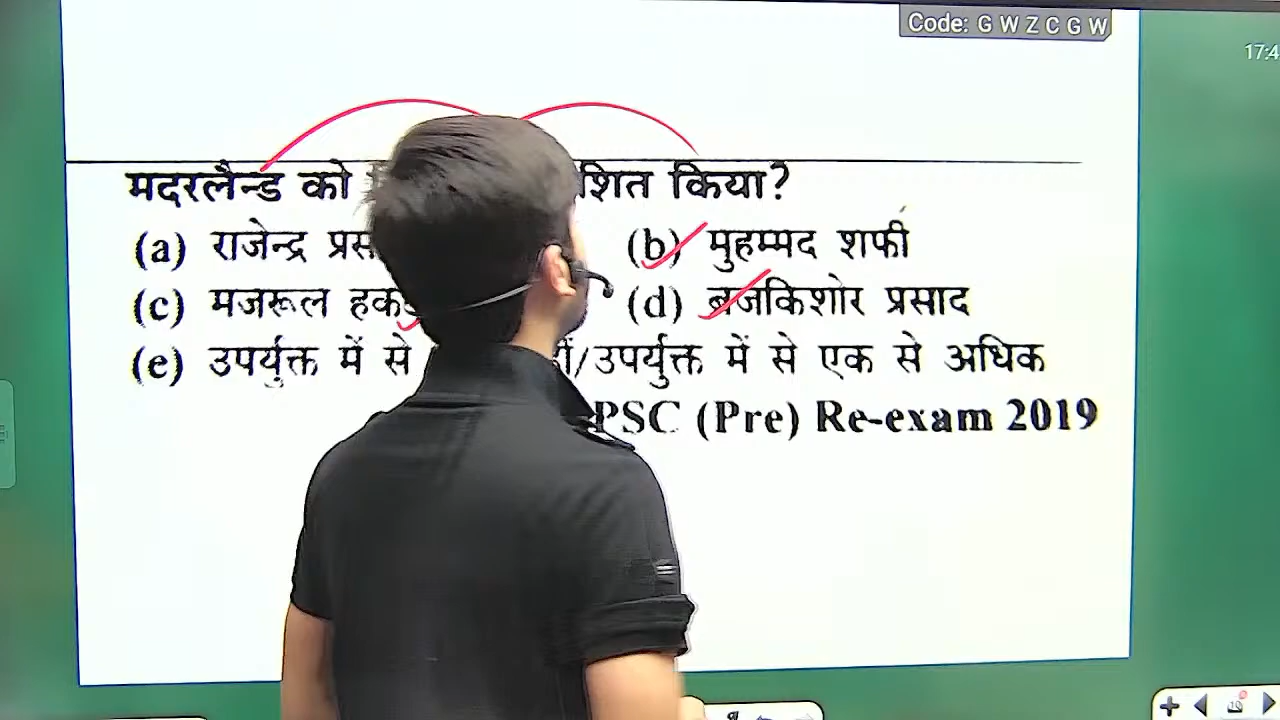 Code: G W Z C G W
17:4
मदरलैन्ड को शित किया?
(a) राजेन्द्र प्रस (b) मुहम्मद शफी
(c) मजरूल हक (d) ब्रजकिशोर प्रसाद
(e) उपर्युक्त में से /उपर्युक्त में से एक से अधिक
PSC (Pre) Re-exam 2019